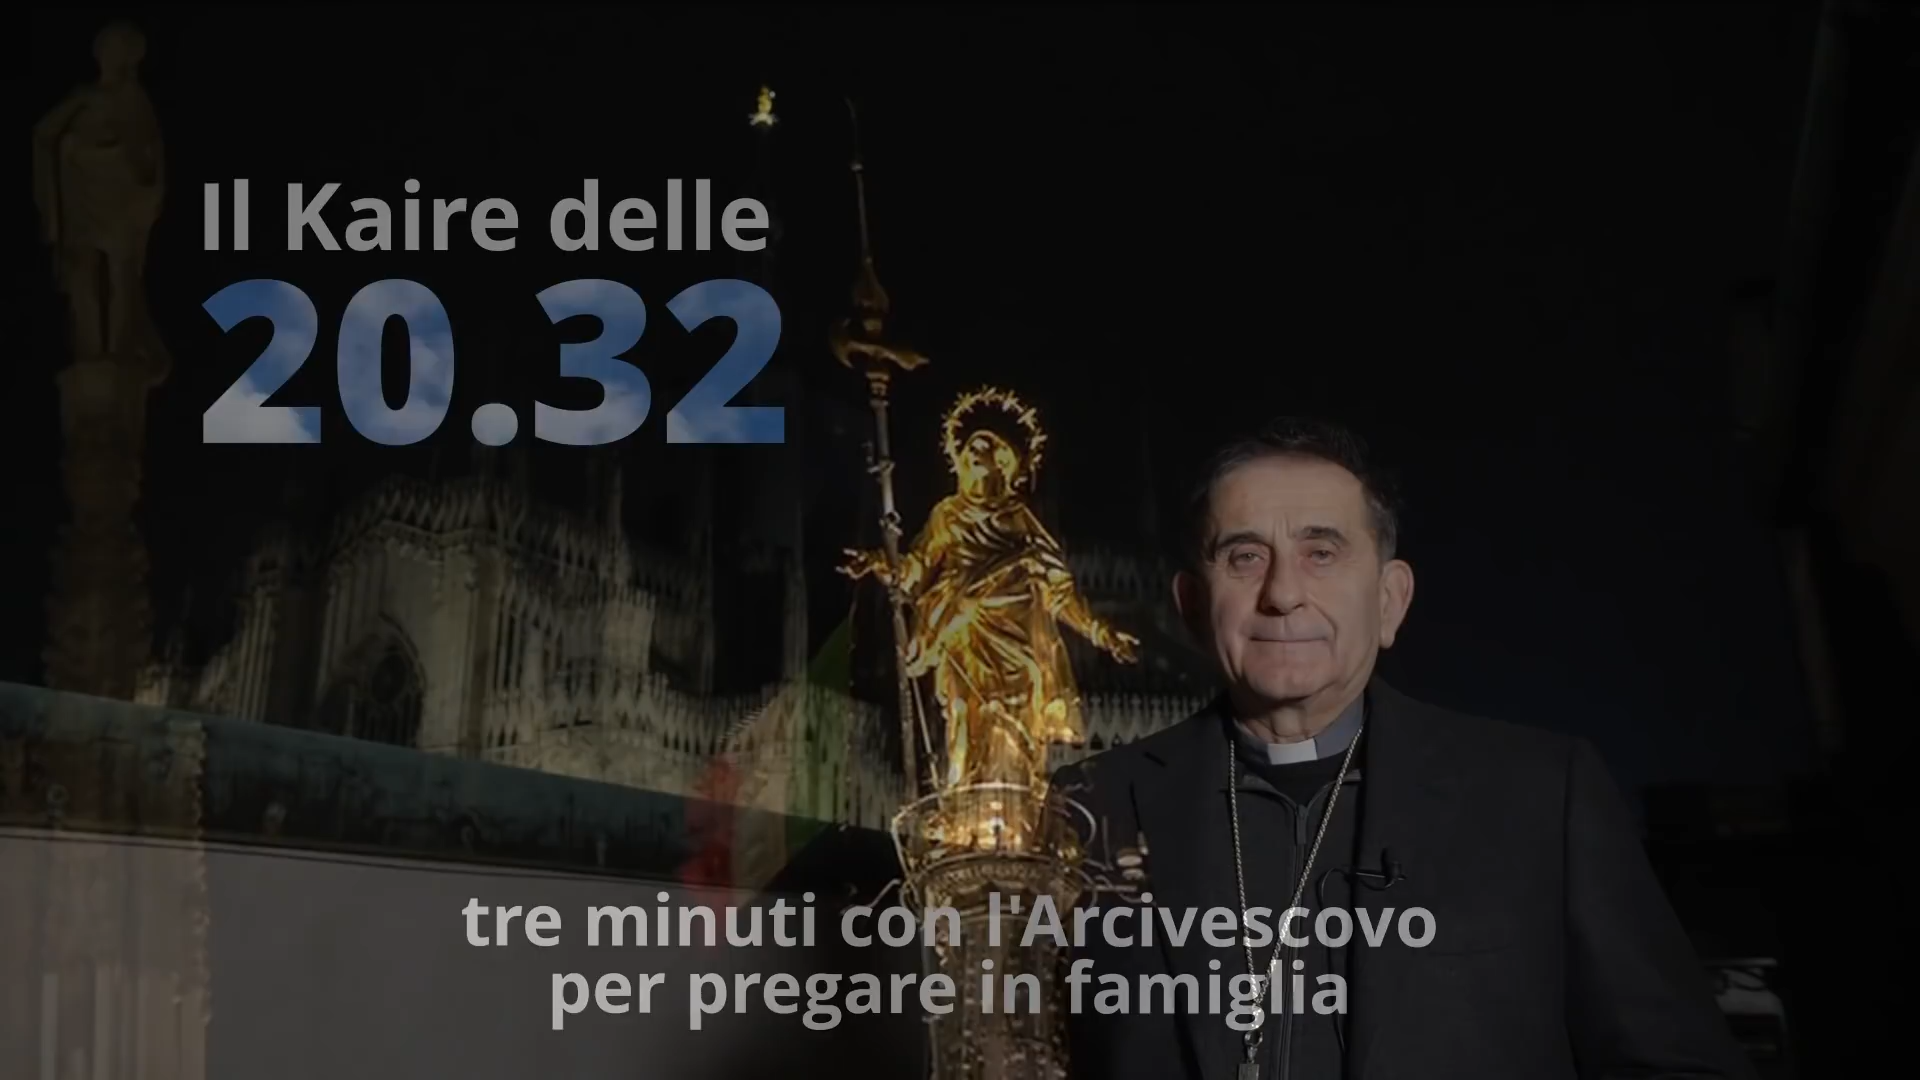 Il Kaire delle
20.32
tre minuti con l'Arcivescovo
per pregare in famiglia